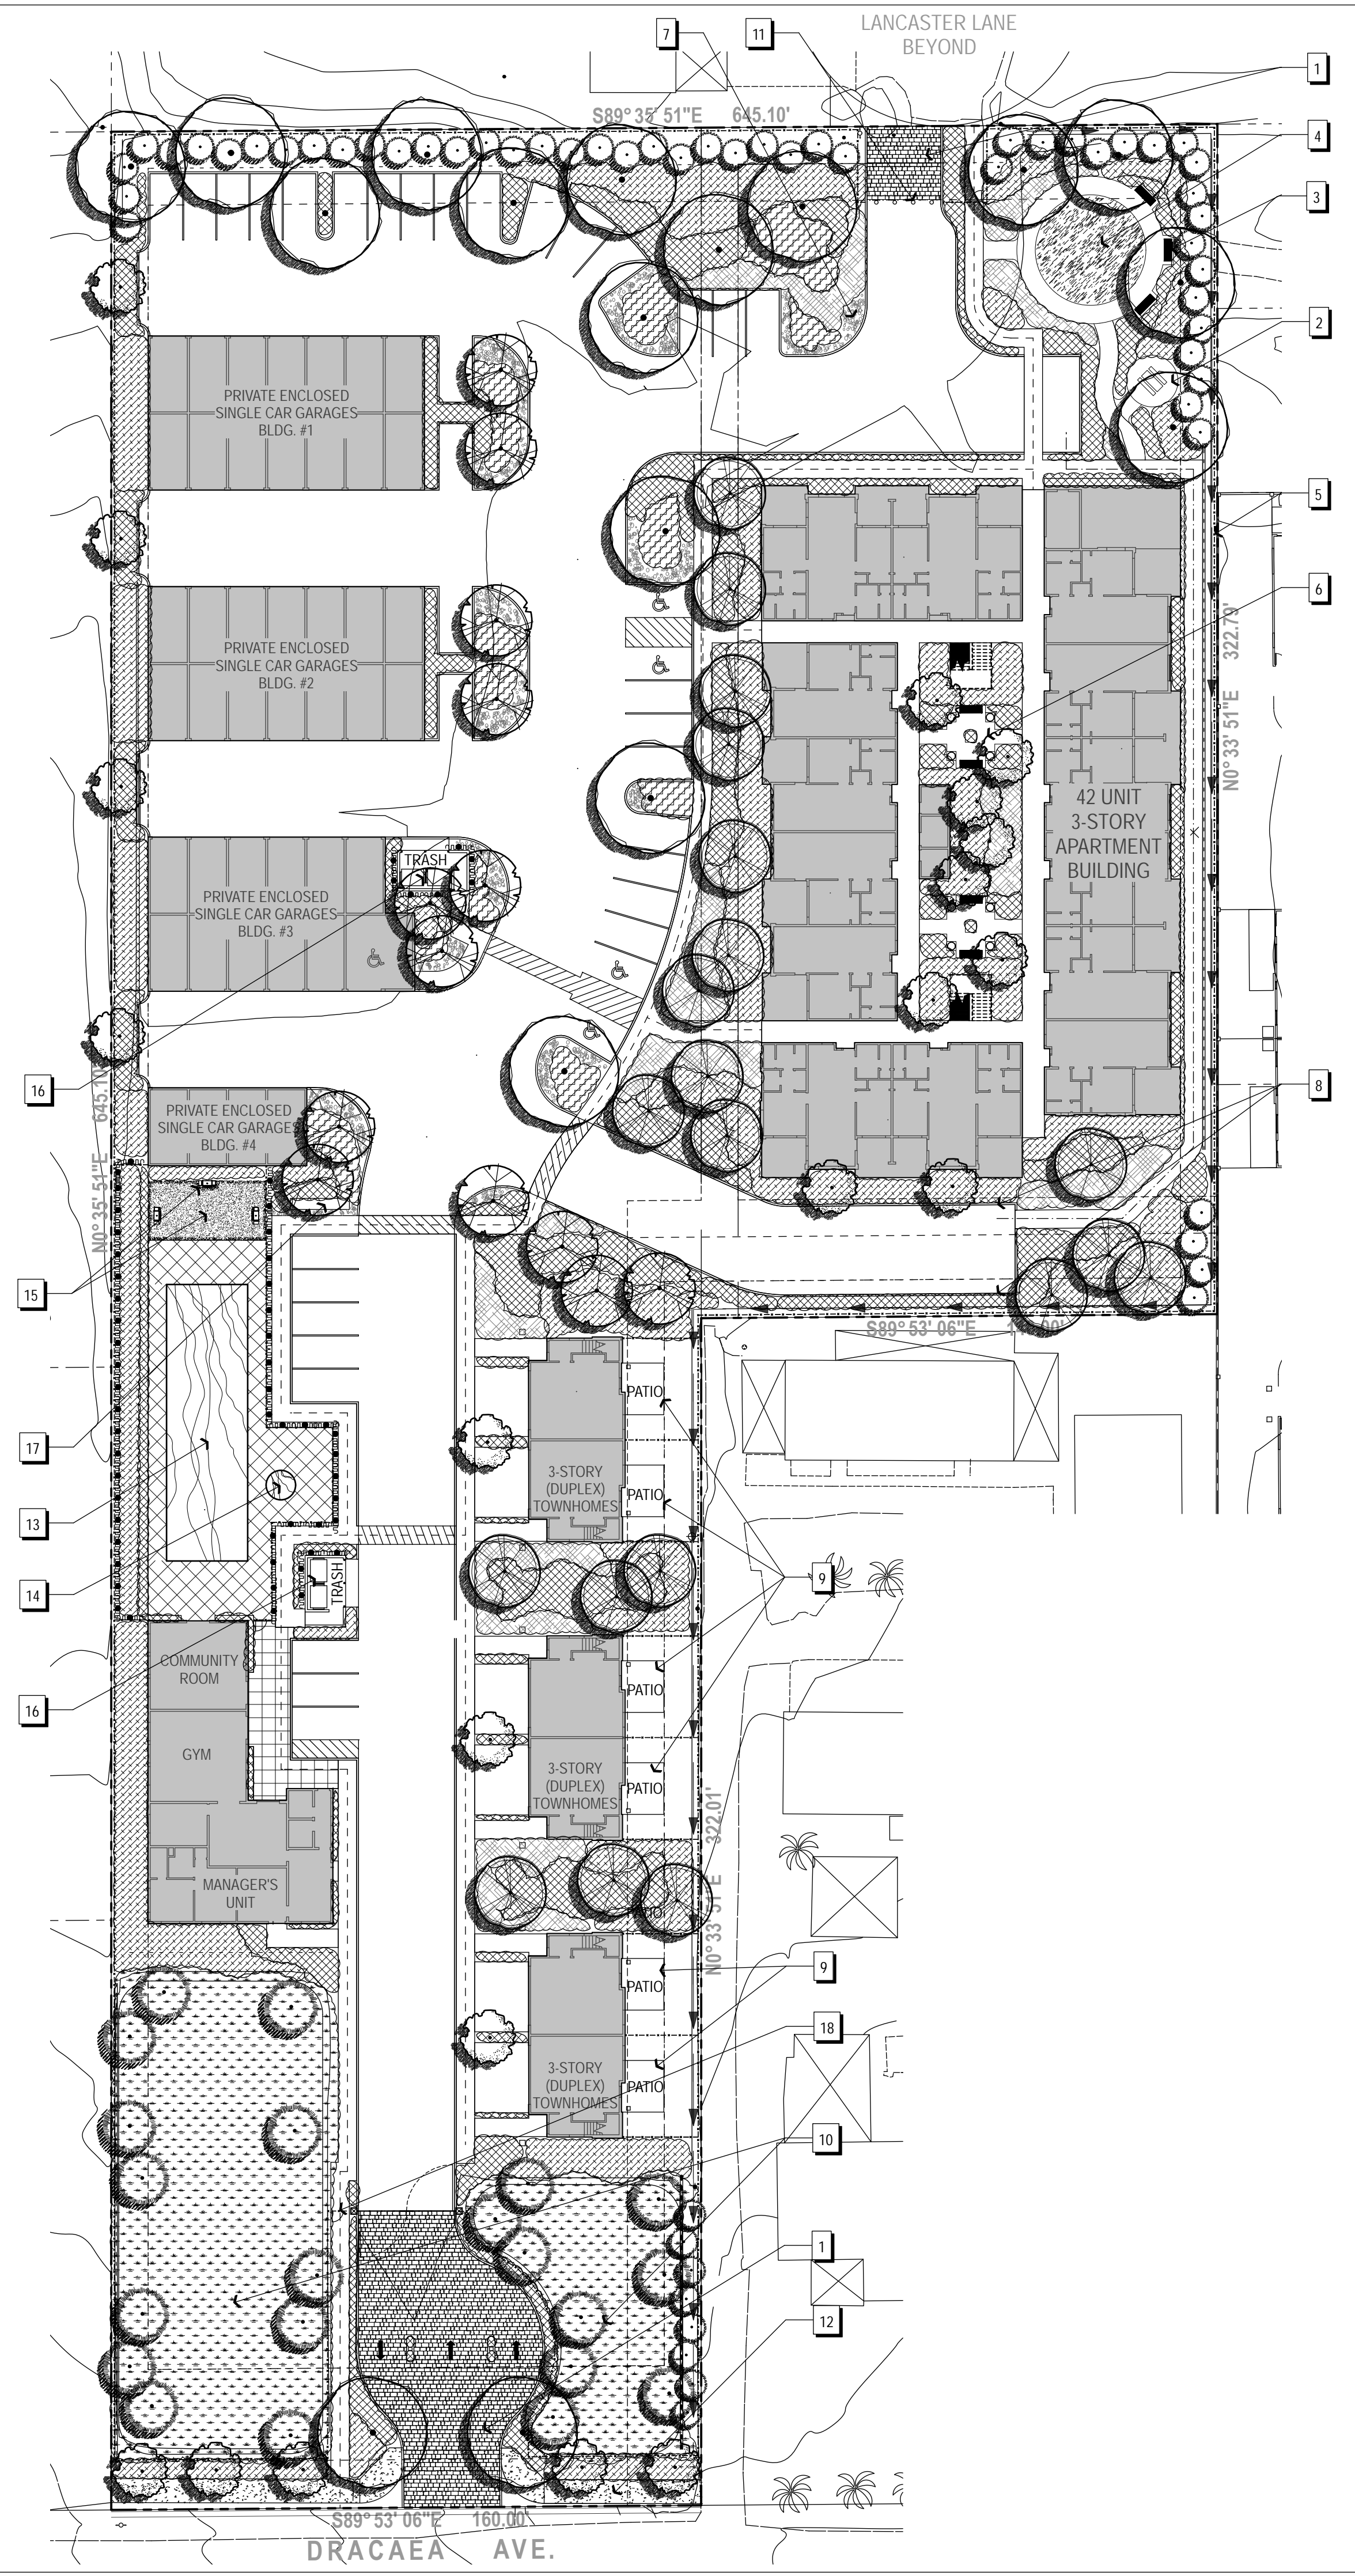 LANCASTER LANE
BEYOND
7
11
1
S89° 35' 51"E 645.10'
4
3
2
PRIVATE ENCLOSED
SINGLE CAR GARAGES
BLDG. #1
5
6
N0° 33' 51"E 322.79'
PRIVATE ENCLOSED
SINGLE CAR GARAGES
BLDG. #2
42 UNIT
3-STORY
APARTMENT
BUILDING
TRASH
PRIVATE ENCLOSED
SINGLE CAR GARAGES
BLDG. #3
16
8
N0° 35' 51"E
PRIVATE ENCLOSED
SINGLE CAR GARAGES
BLDG. #4
15
S89° 53' 06"E
PATIO
17
3-STORY
(DUPLEX)
TOWNHOMES
PATIO
13
14
TRASH
9
COMMUNITY
ROOM
PATIO
16
GYM
3-STORY
(DUPLEX)
TOWNHOMES
PATIO
N0° 33' 51"E 322.01'
MANAGER'S
UNIT
PATIO
PATIO
9
18
3-STORY
(DUPLEX)
TOWNHOMES
PATIO
10
1
12
S89° 53' 06"E 160.00'
DRACAEA AVE.